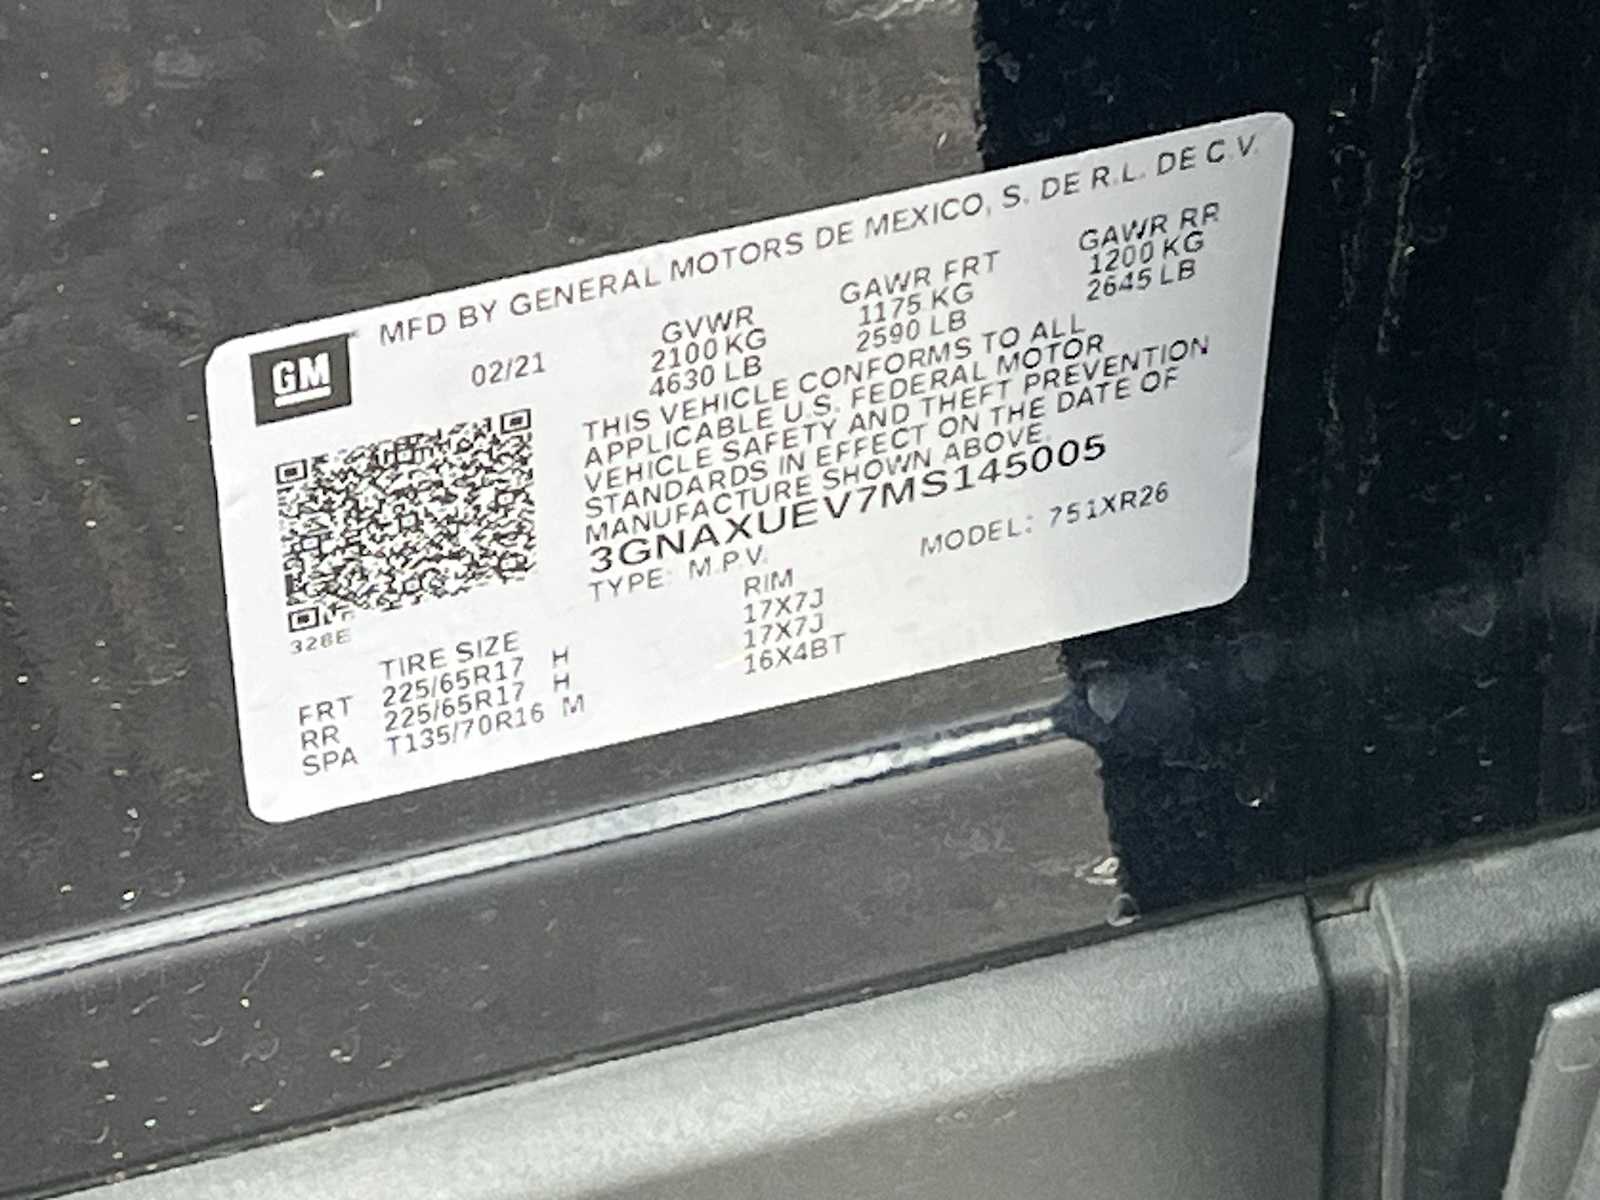 MFD BY GENERAL MOTORS DE MEXICO, S. DE R.L. DE C.V.
GM
02/21
GVWR
2100 KG
4630 LB
GAWR FRT
1175 KG
2590 LB
GAWR RR
1200 KG
2645 LB
THIS VEHICLE CONFORMS TO ALL
APPLICABLE U.S. FEDERAL MOTOR
VEHICLE SAFETY AND THEFT PREVENTION
STANDARDS IN EFFECT ON THE DATE OF
MANUFACTURE SHOWN ABOVE.
3GNAXUEV7MS145005
TYPE: M.P.V.
MODEL: 751XR26
328E
TIRE SIZE
RIM
FRT 225/65R17 H 17X7J
RR 225/65R17 H 17X7J
SPA T135/70R16 M 16X4BT